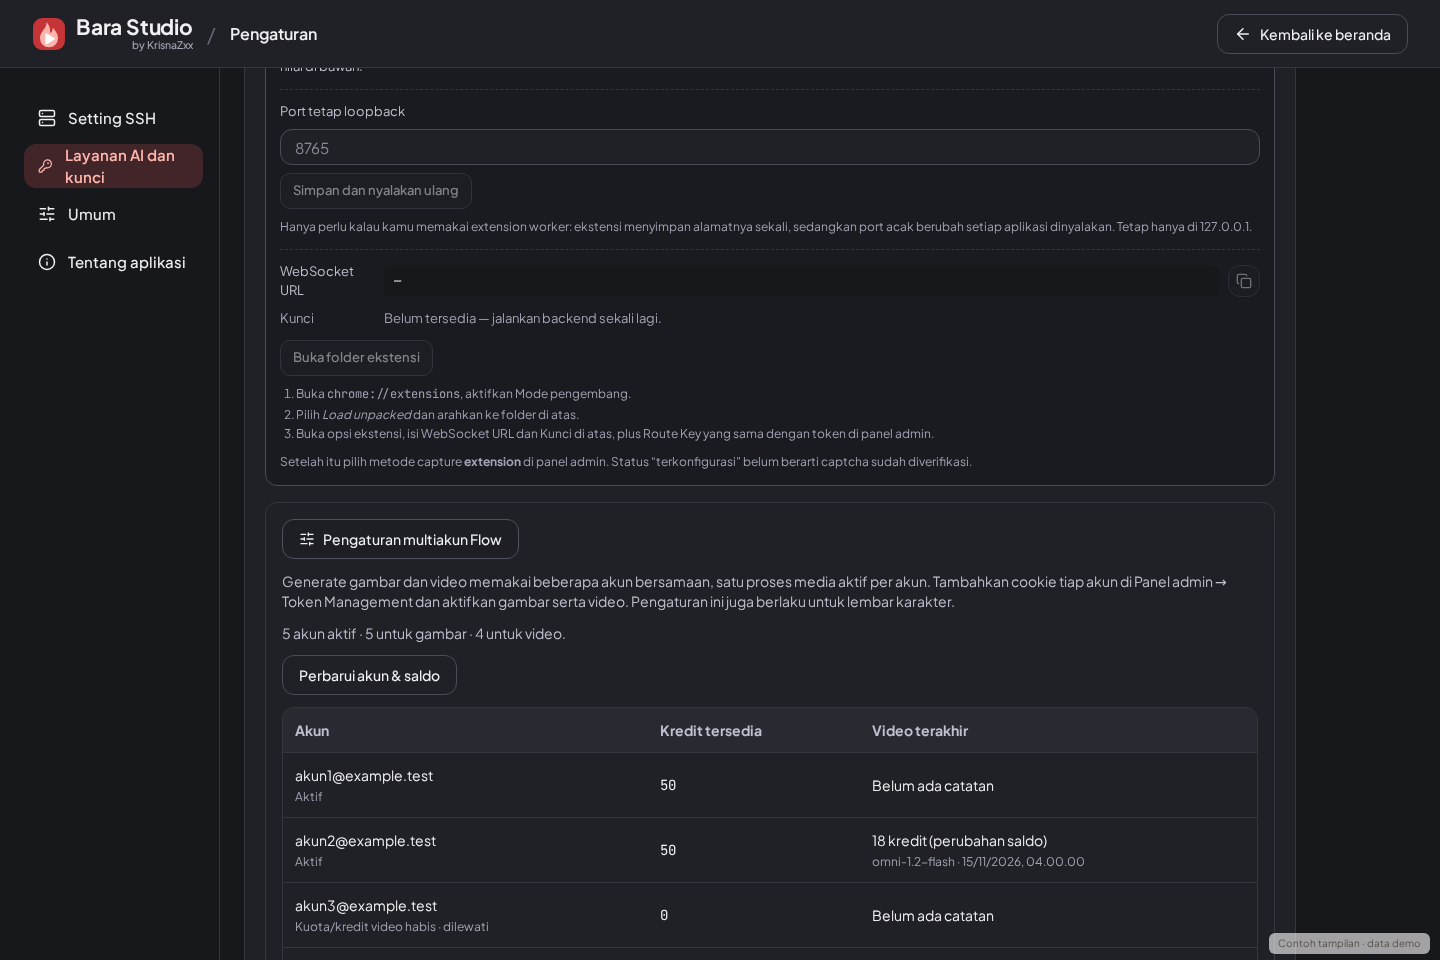 Bara Studio
by KrisnaZxx
/
Pengaturan
Kembali ke beranda
Setting SSH
Layanan AI dan
kunci
Umum
Tentang aplikasi
Port tetap loopback
8765
Simpan dan nyalakan ulang
Hanya perlu kalau kamu memakai extension worker: ekstensi menyimpan alamatnya sekali, sedangkan port acak berubah setiap aplikasi dinyalakan. Tetap hanya di 127.0.0.1.
WebSocket
URL
—
Kunci
Belum tersedia — jalankan backend sekali lagi.
Buka folder ekstensi
1. Buka chrome://extensions, aktifkan Mode pengembang.
2. Pilih Load unpacked dan arahkan ke folder di atas.
3. Buka opsi ekstensi, isi WebSocket URL dan Kunci di atas, plus Route Key yang sama dengan token di panel admin.
Setelah itu pilih metode capture extension di panel admin. Status “terkonfigurasi” belum berarti captcha sudah diverifikasi.
Pengaturan multiakun Flow
Generate gambar dan video memakai beberapa akun bersamaan, satu proses media aktif per akun. Tambahkan cookie tiap akun di Panel admin →
Token Management dan aktifkan gambar serta video. Pengaturan ini juga berlaku untuk lembar karakter.
5 akun aktif · 5 untuk gambar · 4 untuk video.
Perbarui akun & saldo
Akun
Kredit tersedia
Video terakhir
akun1@example.test
Aktif
50
Belum ada catatan
akun2@example.test
Aktif
50
18 kredit (perubahan saldo)
omni-1.2-flash · 15/11/2026, 04.00.00
akun3@example.test
Kuota/kredit video habis · dilewati
0
Belum ada catatan
Contoh tampilan · data demo